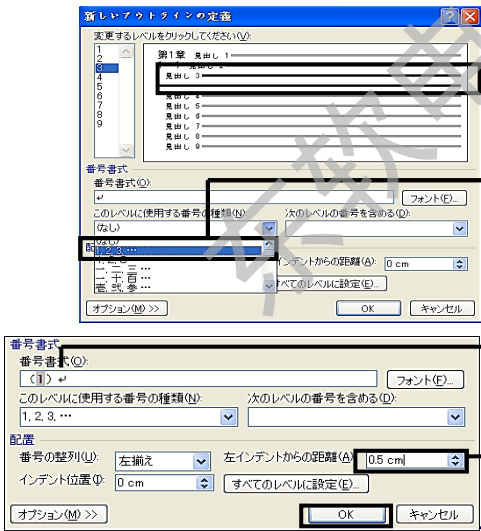 新しいアウトラインの定義
変更するレベルをクリックしてください(V):
1
2
3
4
5
6
7
8
9
第1章 見出し 1
見出し 3
見出し 5
見出し 6
見出し 7
見出し 8
見出し 9
番号書式
番号書式(O):
↵
フォント(F)...
このレベルに使用する番号の種類(N):
次のレベルの番号を含める(D):
(なし)
(なし)
1, 2, 3, …
一, 二, 三 …
一, 十, 百 …
壱, 弐, 参 …
配
インデントからの距離(A):
0 cm
すべてのレベルに設定(E)...
オプション(M) >>
OK
キャンセル
番号書式
番号書式(O):
(1) ↵
フォント(F)...
このレベルに使用する番号の種類(N):
次のレベルの番号を含める(D):
1, 2, 3, …
配置
番号の整列(U):
左揃え
左インデントからの距離(A)
0.5 cm
インデント位置(I):
0 cm
すべてのレベルに設定(E)...
オプション(M) >>
OK
キャンセル
东软电